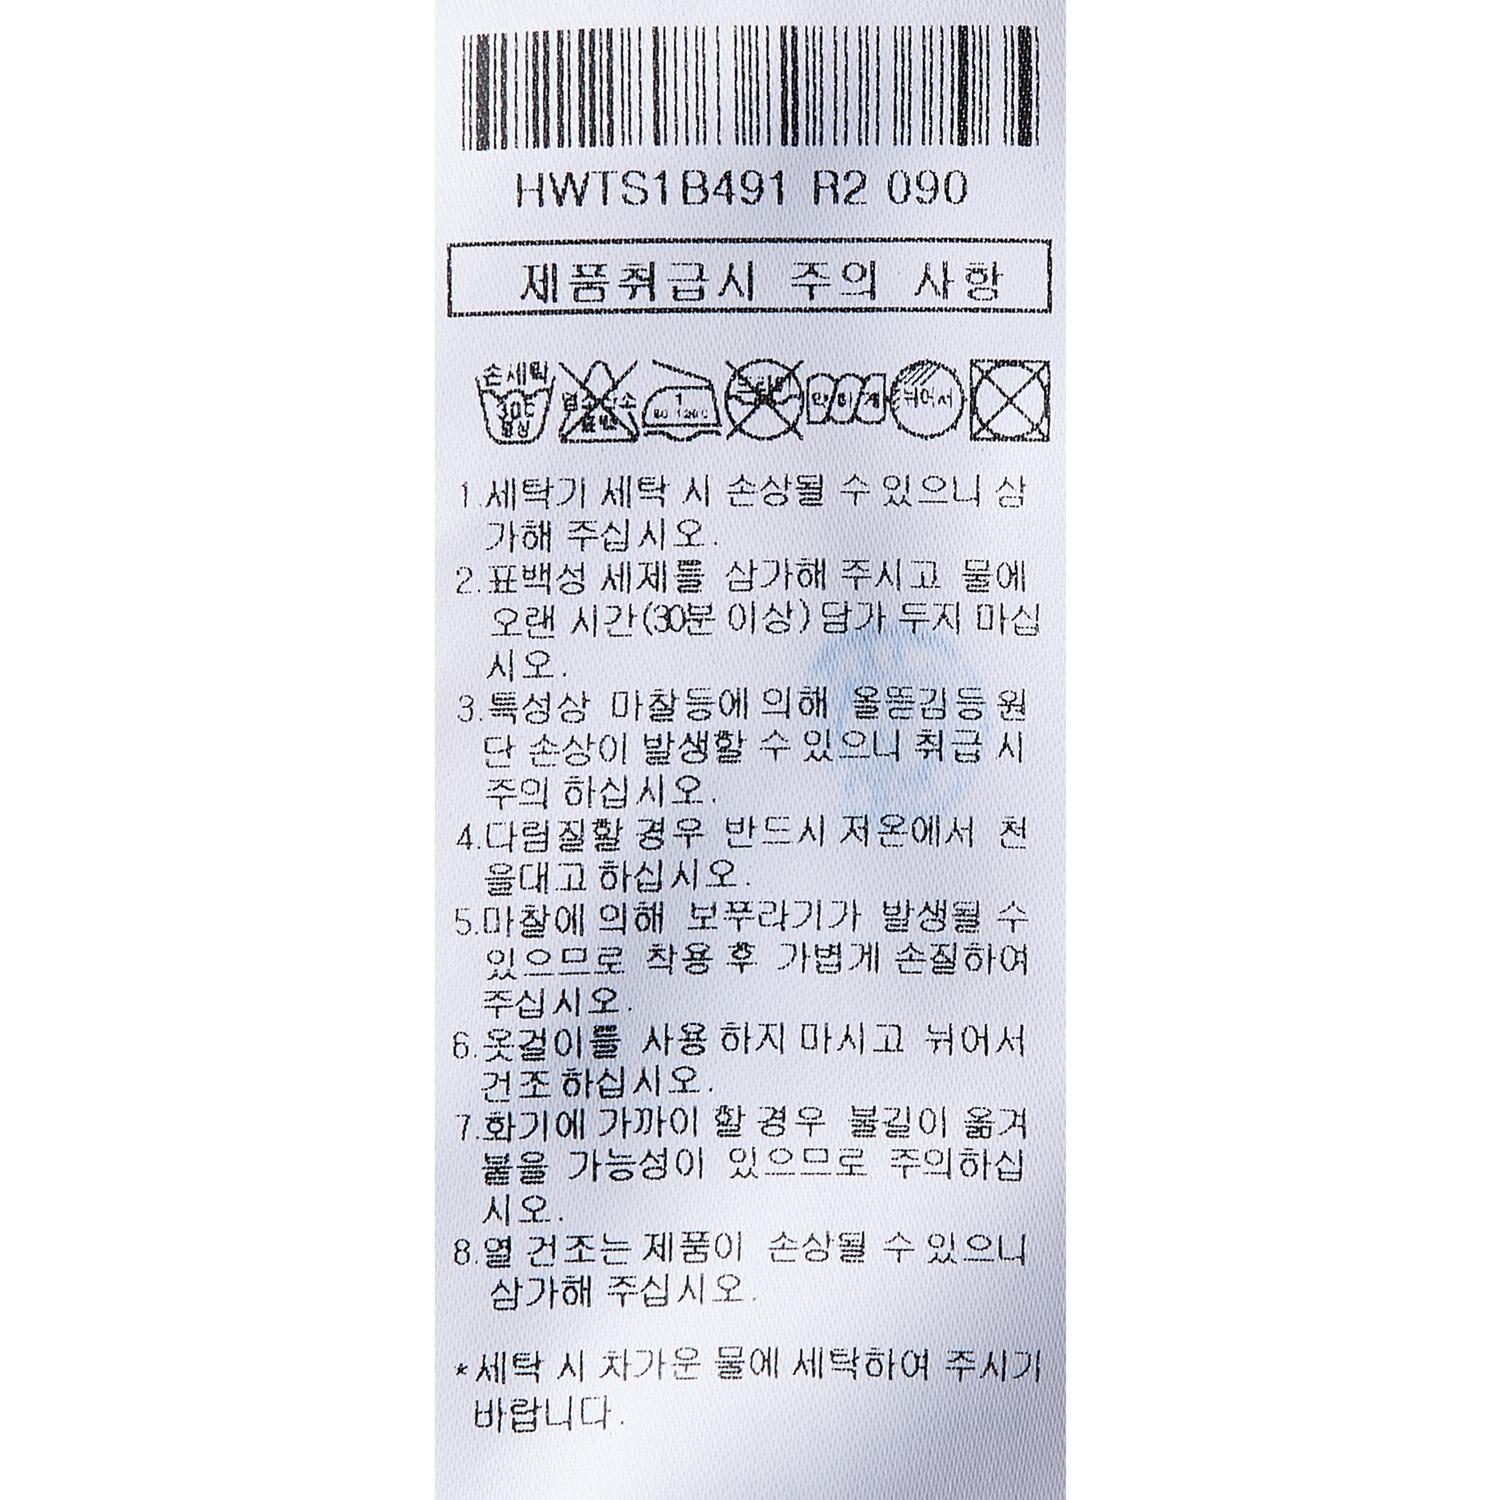 HWTS1B491 R2 090
제품취급시 주의 사항
손세탁
30℃
중성
1
뉘어서
1.세탁기 세탁 시 손상될 수 있으니 삼
가해 주십시오.
2.표백성 세제를 삼가해 주시고 물에
오랜 시간(30분 이상)담가 두지 마십
시오.
3.특성상 마찰등에 의해 올뜯김등 원
단 손상이 발생할 수 있으니 취급 시
주의 하십시오.
4.다림질할 경우 반드시 저온에서 천
을대고 하십시오.
5.마찰에 의해 보푸라기가 발생될 수
있으므로 착용 후 가볍게 손질하여
주십시오.
6.옷걸이를 사용 하지 마시고 뉘어서
건조 하십시오.
7.화기에 가까이 할 경우 불길이 옮겨
붙을 가능성이 있으므로 주의하십
시오.
8.열 건조는 제품이 손상될 수 있으니
삼가해 주십시오.
*세탁 시 차가운 물에 세탁하여 주시기
바랍니다.